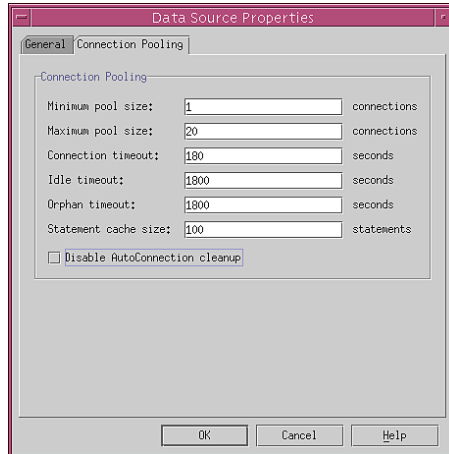 Data Source Properties
General Connection Pooling
Connection Pooling
Minimum pool size: 1 connections
Maximum pool size: 20 connections
Connection timeout: 180 seconds
Idle timeout: 1800 seconds
Orphan timeout: 1800 seconds
Statement cache size: 100 statements
Disable AutoConnection cleanup
OK Cancel Help